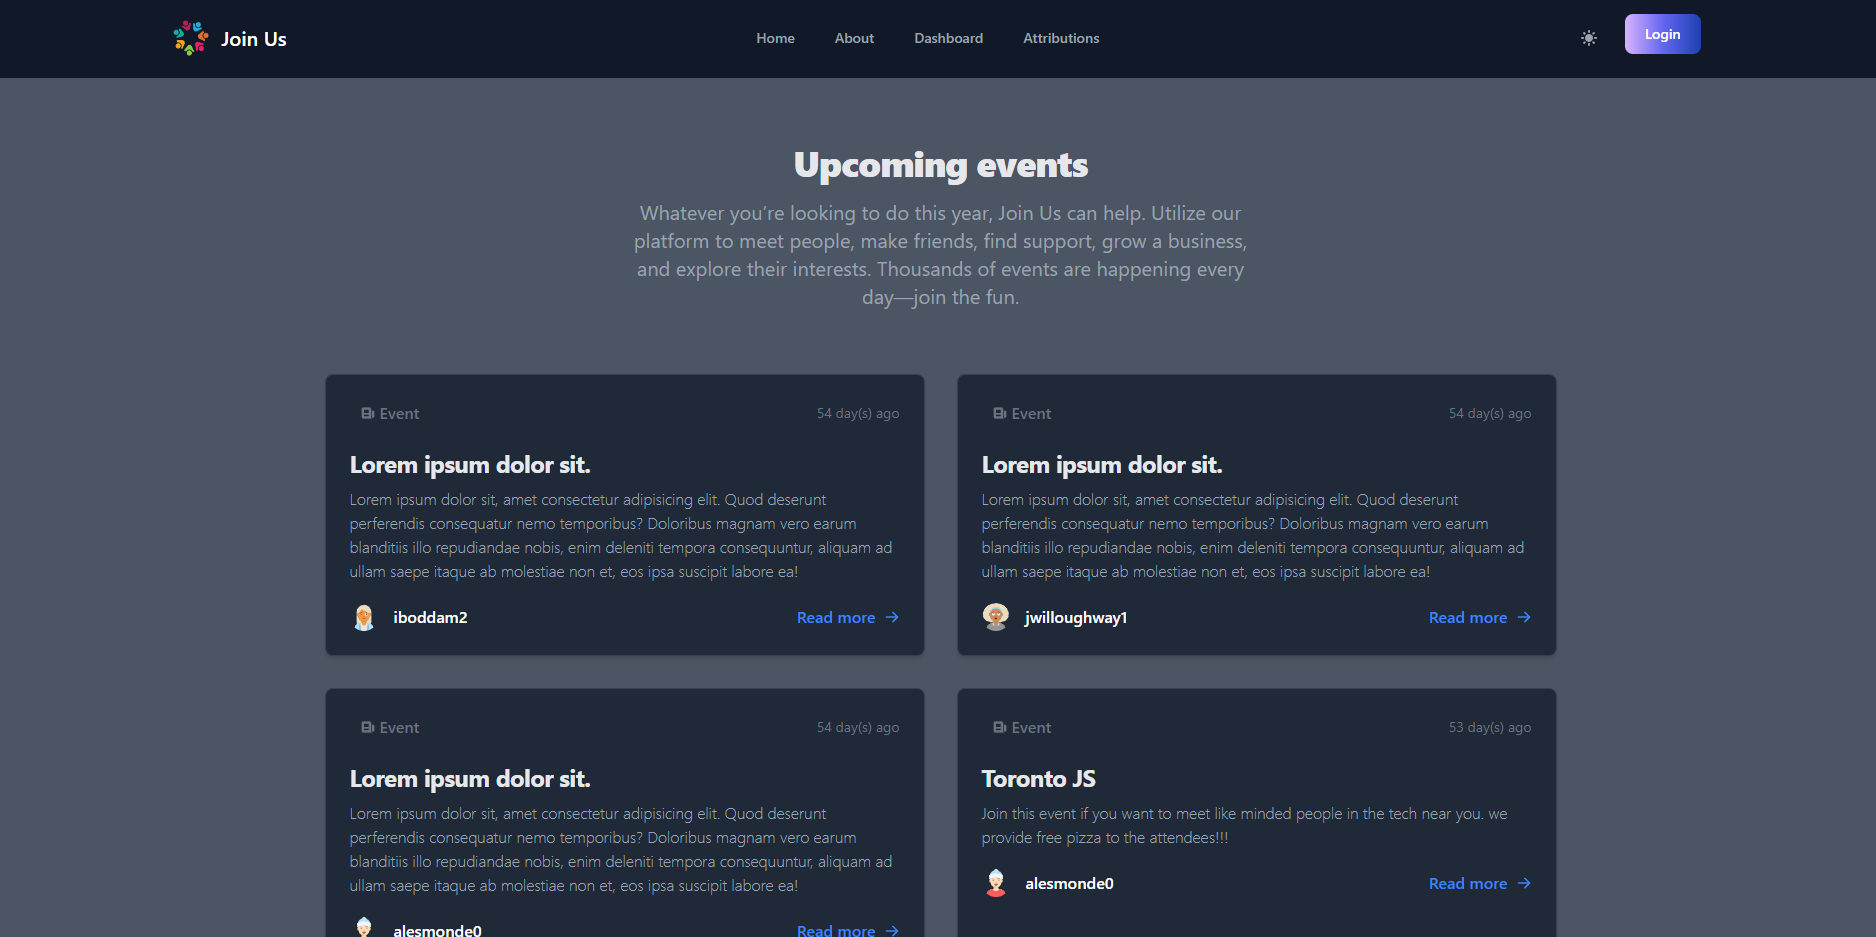 Join Us
Home
About
Dashboard
Attributions
Login
Upcoming events
Whatever you’re looking to do this year, Join Us can help. Utilize our
platform to meet people, make friends, find support, grow a business,
and explore their interests. Thousands of events are happening every
day—join the fun.
Event
54 day(s) ago
Lorem ipsum dolor sit.
Lorem ipsum dolor sit, amet consectetur adipisicing elit. Quod deserunt
perferendis consequatur nemo temporibus? Doloribus magnam vero earum
blanditiis illo repudiandae nobis, enim deleniti tempora consequuntur, aliquam ad
ullam saepe itaque ab molestiae non et, eos ipsa suscipit labore ea!
iboddam2
Read more
Event
54 day(s) ago
Lorem ipsum dolor sit.
Lorem ipsum dolor sit, amet consectetur adipisicing elit. Quod deserunt
perferendis consequatur nemo temporibus? Doloribus magnam vero earum
blanditiis illo repudiandae nobis, enim deleniti tempora consequuntur, aliquam ad
ullam saepe itaque ab molestiae non et, eos ipsa suscipit labore ea!
jwilloughway1
Read more
Event
54 day(s) ago
Lorem ipsum dolor sit.
Lorem ipsum dolor sit, amet consectetur adipisicing elit. Quod deserunt
perferendis consequatur nemo temporibus? Doloribus magnam vero earum
blanditiis illo repudiandae nobis, enim deleniti tempora consequuntur, aliquam ad
ullam saepe itaque ab molestiae non et, eos ipsa suscipit labore ea!
alesmonde0
Read more
Event
53 day(s) ago
Toronto JS
Join this event if you want to meet like minded people in the tech near you. we
provide free pizza to the attendees!!!
alesmonde0
Read more